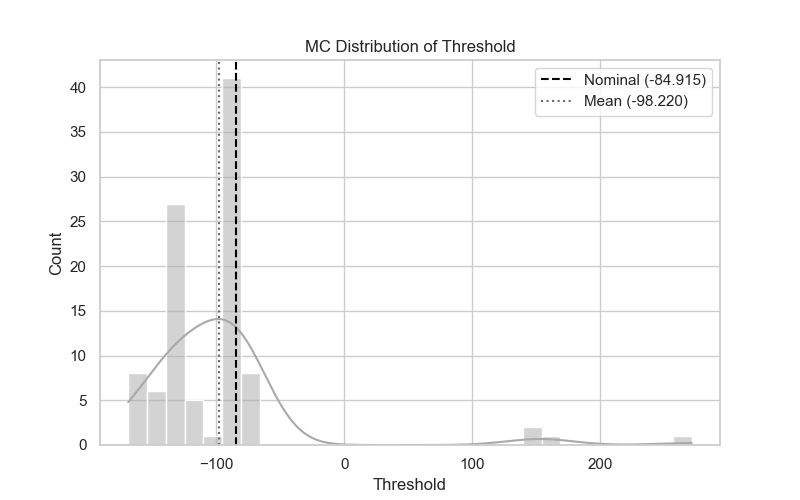 MC Distribution of Threshold
Nominal (-84.915)
Mean (-98.220)
Count
40
35
30
25
20
15
10
5
0
−100
0
100
200
Threshold